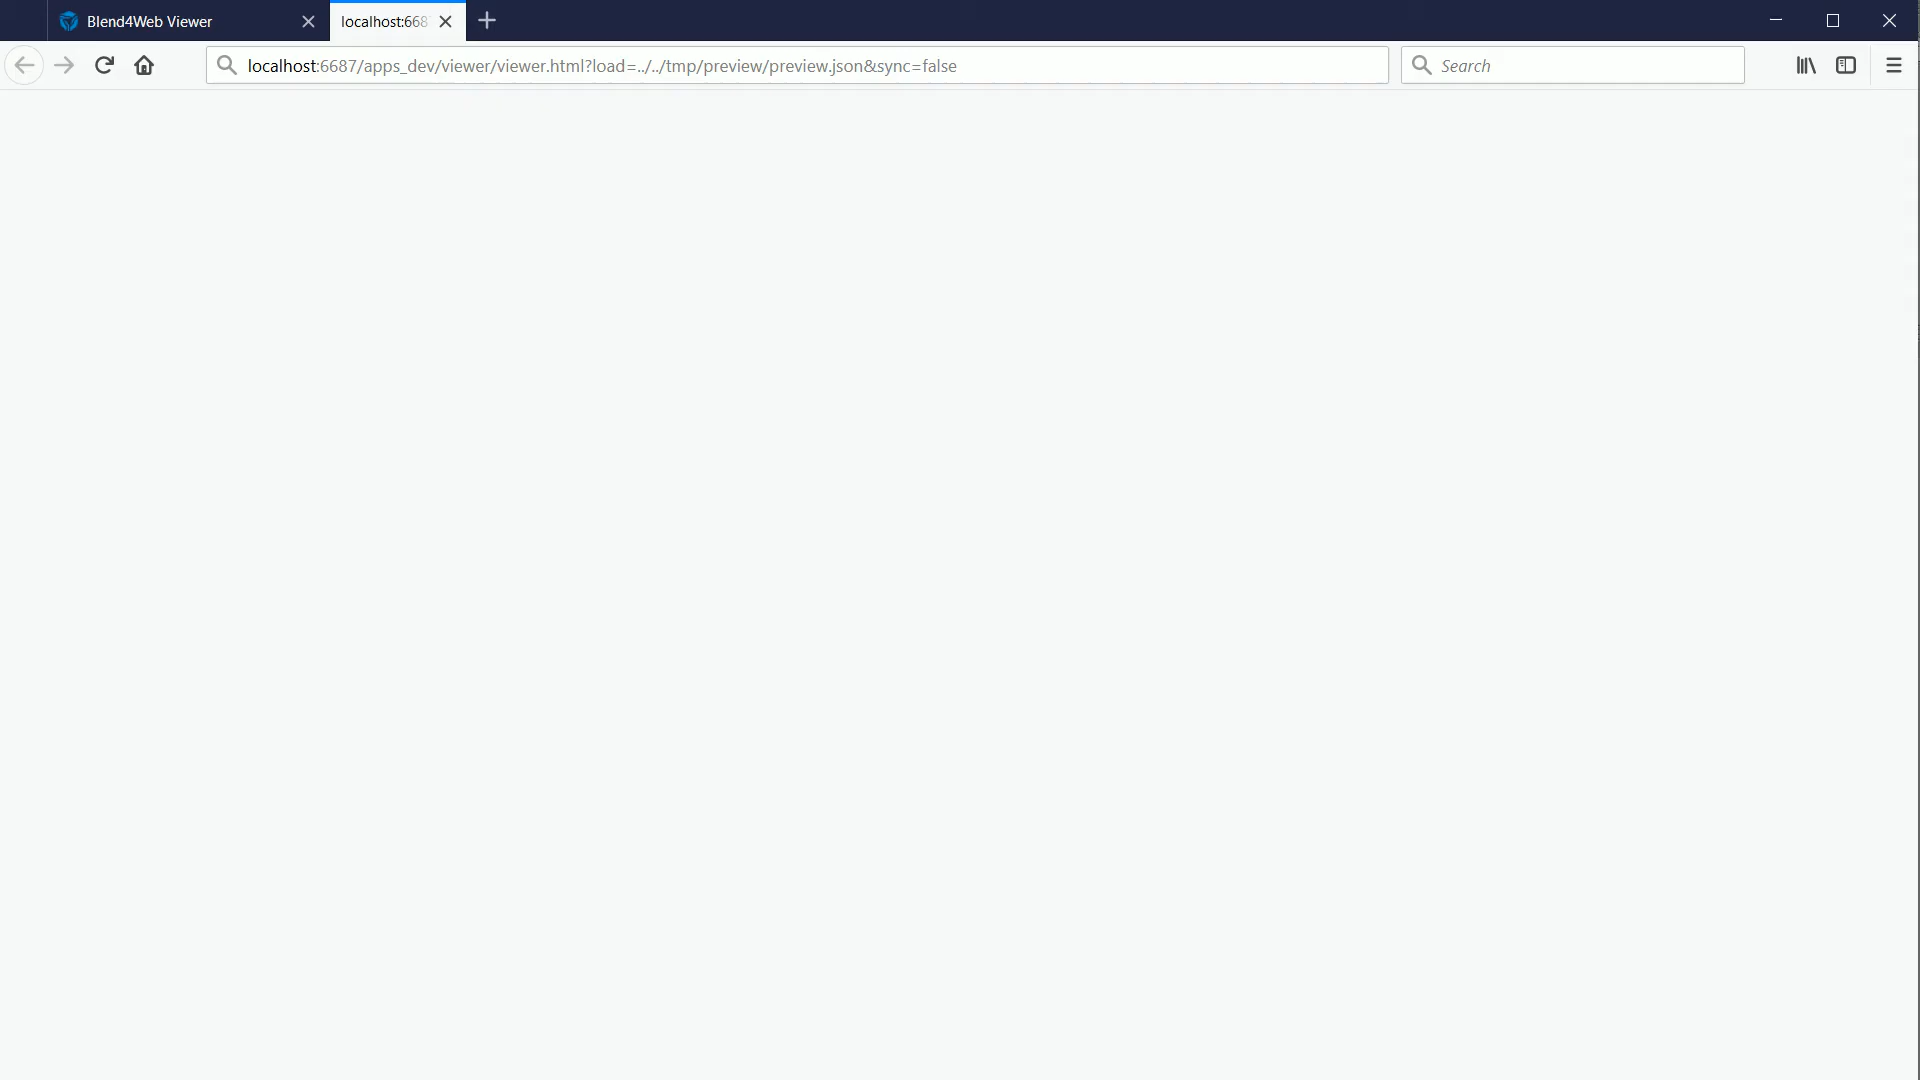 Blend4Web Viewer
localhost:668
localhost:6687/apps_dev/viewer/viewer.html?load=../../tmp/preview/preview.json&sync=false
Search